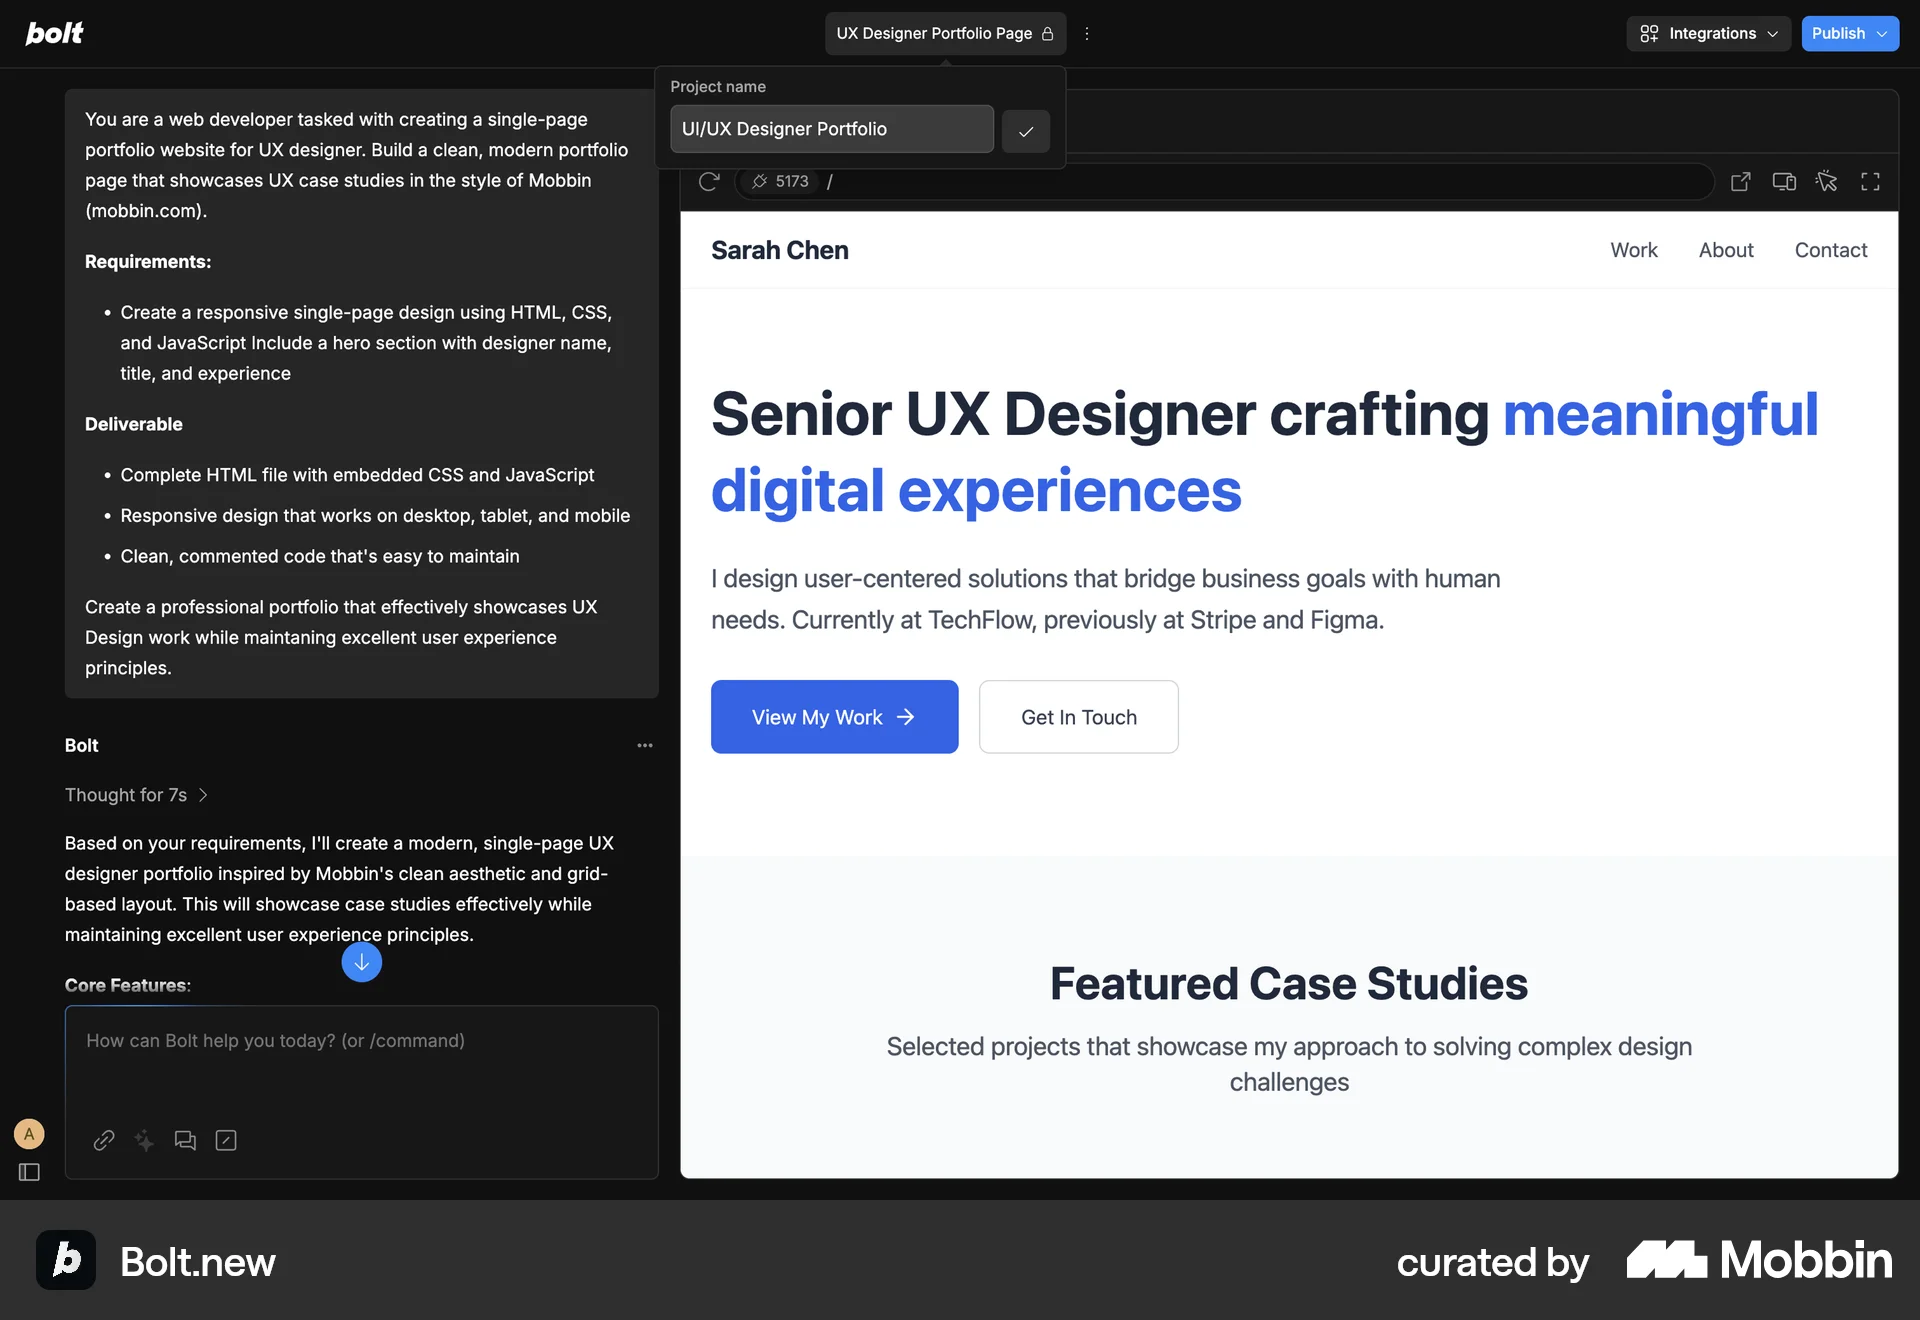 bolt
UX Designer Portfolio Page
Integrations
Publish
Project name
UI/UX Designer Portfolio
You are a web developer tasked with creating a single-page
portfolio website for UX designer. Build a clean, modern portfolio
page that showcases UX case studies in the style of Mobbin
(mobbin.com).
Requirements:
• Create a responsive single-page design using HTML, CSS,
and JavaScript Include a hero section with designer name,
title, and experience
Deliverable
• Complete HTML file with embedded CSS and JavaScript
• Responsive design that works on desktop, tablet, and mobile
• Clean, commented code that's easy to maintain
Create a professional portfolio that effectively showcases UX
Design work while maintaning excellent user experience
principles.
Bolt
Thought for 7s
Based on your requirements, I'll create a modern, single-page UX
designer portfolio inspired by Mobbin's clean aesthetic and grid-
based layout. This will showcase case studies effectively while
maintaining excellent user experience principles.
Core Features:
How can Bolt help you today? (or /command)
A
5173 /
Sarah Chen
Work
About
Contact
Senior UX Designer crafting meaningful
digital experiences
I design user-centered solutions that bridge business goals with human
needs. Currently at TechFlow, previously at Stripe and Figma.
View My Work
Get In Touch
Featured Case Studies
Selected projects that showcase my approach to solving complex design
challenges
b
Bolt.new
curated by
Mobbin